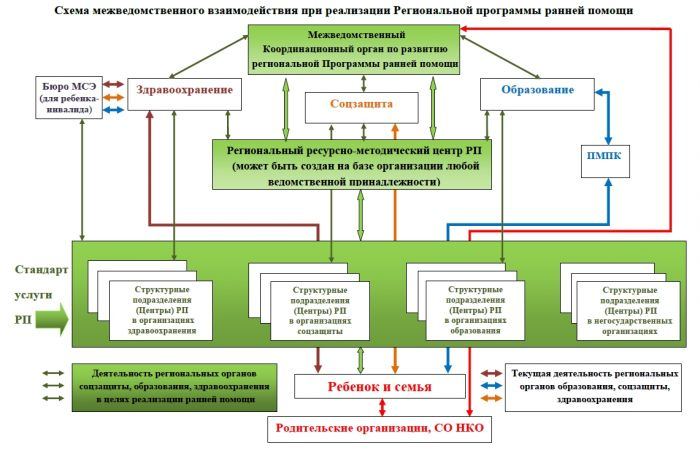 Схема межведомственного взаимодействия при реализации Региональной программы ранней помощи
Межведомственный
Координационный орган по развитию
региональной Программы ранней помощи
Бюро МСЭ
(для ребенка-
инвалида)
Здравоохранение
Соцзащита
Образование
Региональный ресурсно-методический центр РП
(может быть создан на базе организации любой
ведомственной принадлежности)
ПМПК
Стандарт
услуги
РП
Структурные
подразделения
(Центры) РП
в организациях
здравоохранения
Структурные
подразделения
(Центры) РП
в организациях
соцзащиты
Структурные
подразделения
(Центры) РП
в организациях
образования
Структурные
подразделения
(Центры) РП
в негосударственных
организациях
Деятельность региональных органов
соцзащиты, образования, здравоохранения
в целях реализации ранней помощи
Ребенок и семья
Текущая деятельность региональных
органов образования, соцзащиты,
здравоохранения
Родительские организации, СО НКО